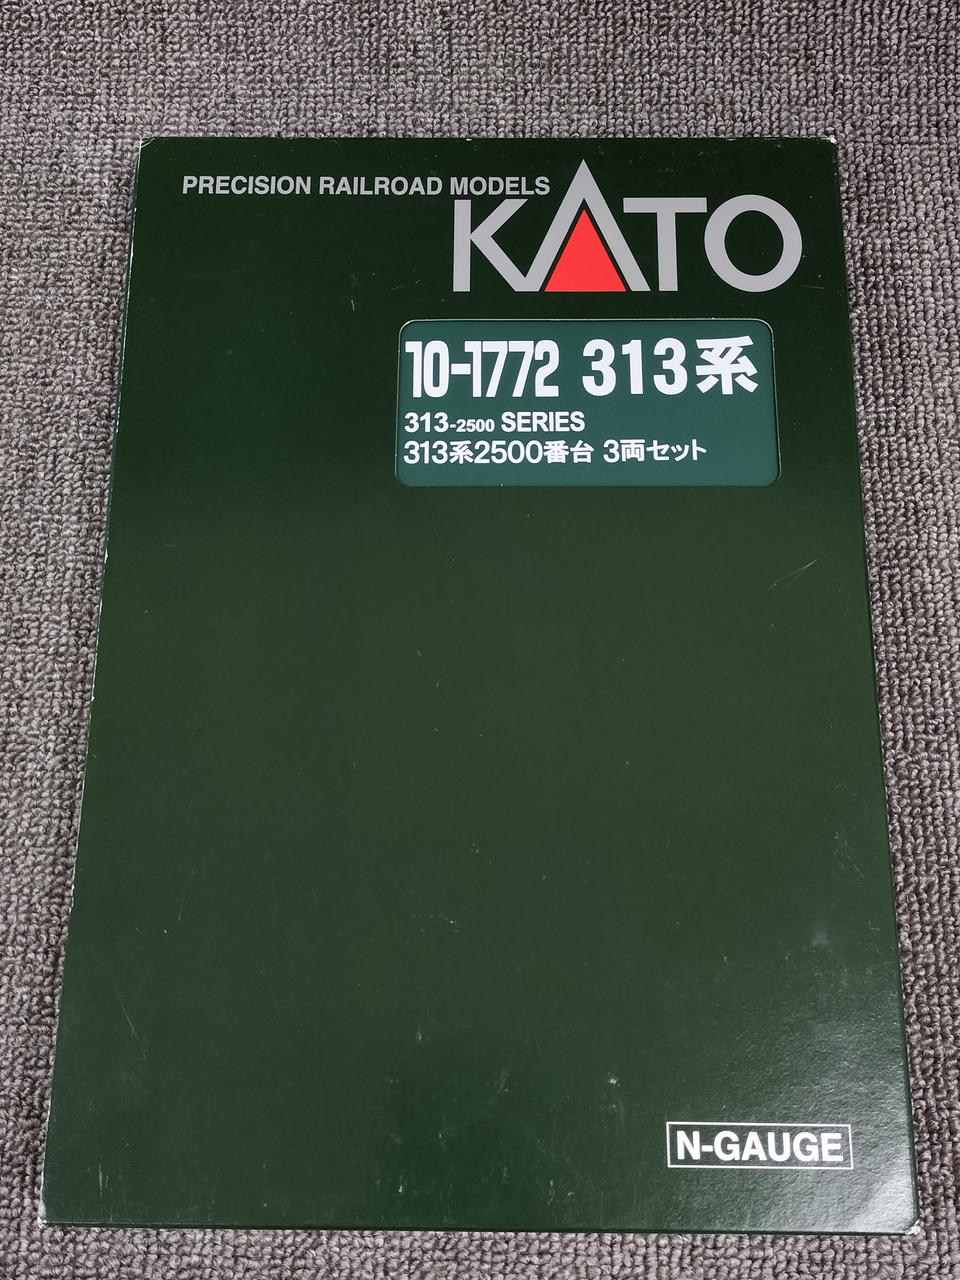 PRECISION RAILROAD MODELS
KATO
10-1772 313系
313-2500 SERIES
313系2500番台 3両セット
N-GAUGE